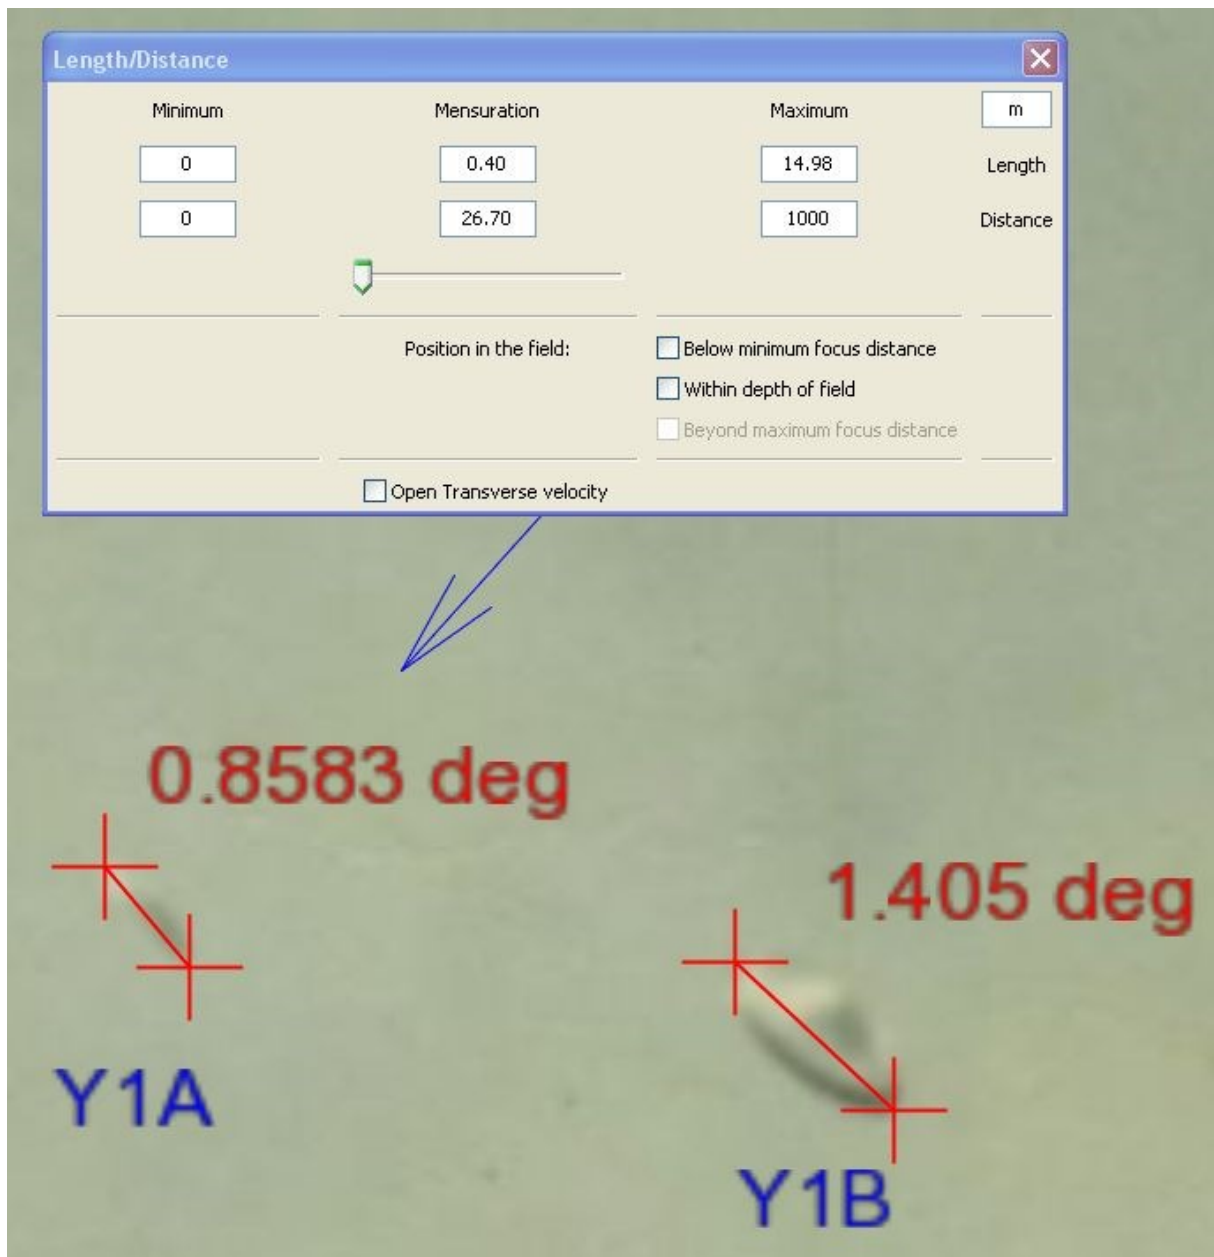 Length/Distance
Minimum Mensuration Maximum m
0 0.40 14.98 Length
0 26.70 1000 Distance
Position in the field: Below minimum focus distance
Within depth of field
Beyond maximum focus distance
Open Transverse velocity
0.8583 deg
1.405 deg
Y1A
Y1B